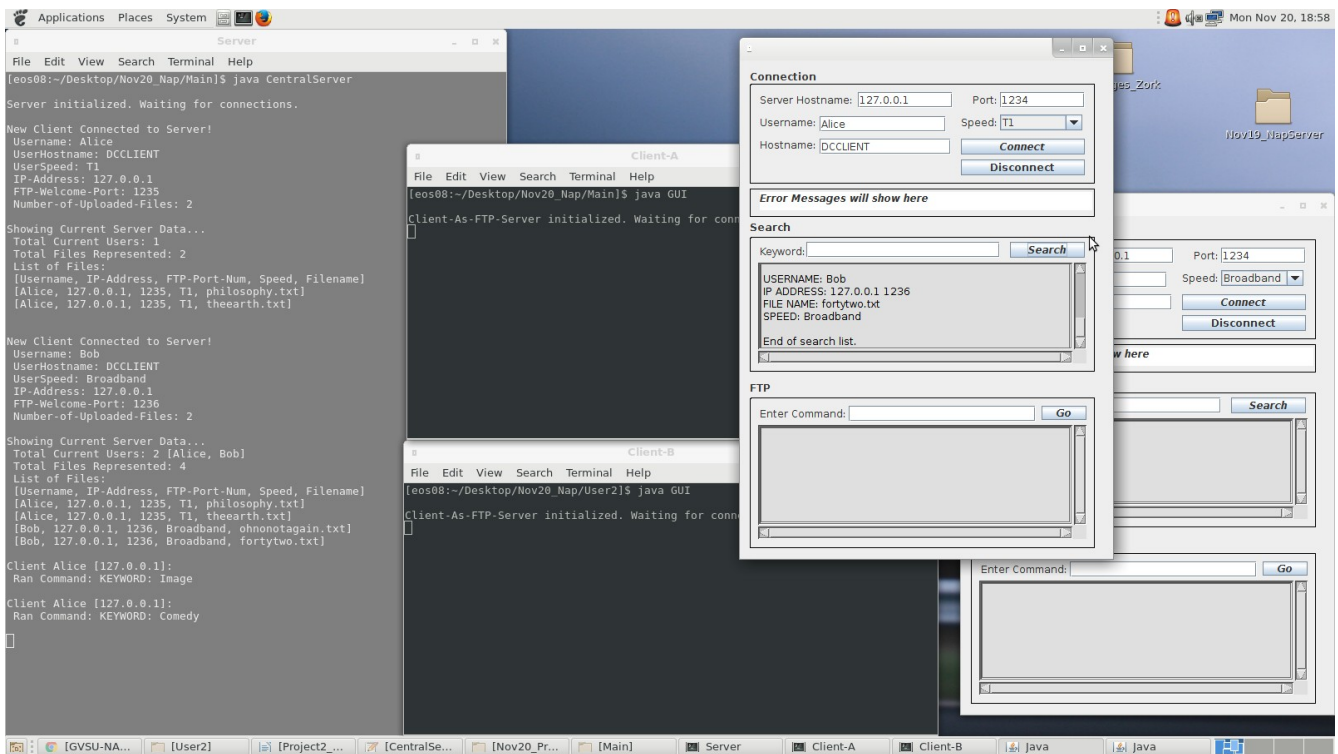 Applications Places System
Mon Nov 20, 18:58
Server
File Edit View Search Terminal Help
[eos08:~/Desktop/Nov20_Nap/Main]$ java CentralServer
Server initialized. Waiting for connections.
New Client Connected to Server!
Username: Alice
UserHostname: DCCLIENT
UserSpeed: T1
IP-Address: 127.0.0.1
FTP-Welcome-Port: 1235
Number-of-Uploaded-Files: 2
Showing Current Server Data...
Total Current Users: 1
Total Files Represented: 2
List of Files:
[Username, IP-Address, FTP-Port-Num, Speed, Filename]
[Alice, 127.0.0.1, 1235, T1, philosophy.txt]
[Alice, 127.0.0.1, 1235, T1, theearth.txt]
New Client Connected to Server!
Username: Bob
UserHostname: DCCLIENT
UserSpeed: Broadband
IP-Address: 127.0.0.1
FTP-Welcome-Port: 1236
Number-of-Uploaded-Files: 2
Showing Current Server Data...
Total Current Users: 2 [Alice, Bob]
Total Files Represented: 4
List of Files:
[Username, IP-Address, FTP-Port-Num, Speed, Filename]
[Alice, 127.0.0.1, 1235, T1, philosophy.txt]
[Alice, 127.0.0.1, 1235, T1, theearth.txt]
[Bob, 127.0.0.1, 1236, Broadband, ohnonotagain.txt]
[Bob, 127.0.0.1, 1236, Broadband, fortytwo.txt]
Client Alice [127.0.0.1]:
Ran Command: KEYWORD: Image
Client Alice [127.0.0.1]:
Ran Command: KEYWORD: Comedy
Client-A
File Edit View Search Terminal Help
[eos08:~/Desktop/Nov20_Nap/Main]$ java GUI
Client-As-FTP-Server initialized. Waiting for conn
Client-B
File Edit View Search Terminal Help
[eos08:~/Desktop/Nov20_Nap/User2]$ java GUI
Client-As-FTP-Server initialized. Waiting for conn
Connection
Server Hostname: 127.0.0.1 Port: 1234
Username: Alice Speed: T1
Hostname: DCCLIENT Connect
Disconnect
Error Messages will show here
Search
Keyword: Search
USERNAME: Bob
IP ADDRESS: 127.0.0.1 1236
FILE NAME: fortytwo.txt
SPEED: Broadband
End of search list.
FTP
Enter Command: Go
ges_Zork
Nov19_NapServer
0.1 Port: 1234
Speed: Broadband
Connect
Disconnect
w here
Search
Enter Command: Go
[GVSU-NA... [User2] [Project2_... [CentralSe... [Nov20_Pr... [Main] Server Client-A Client-B Java Java